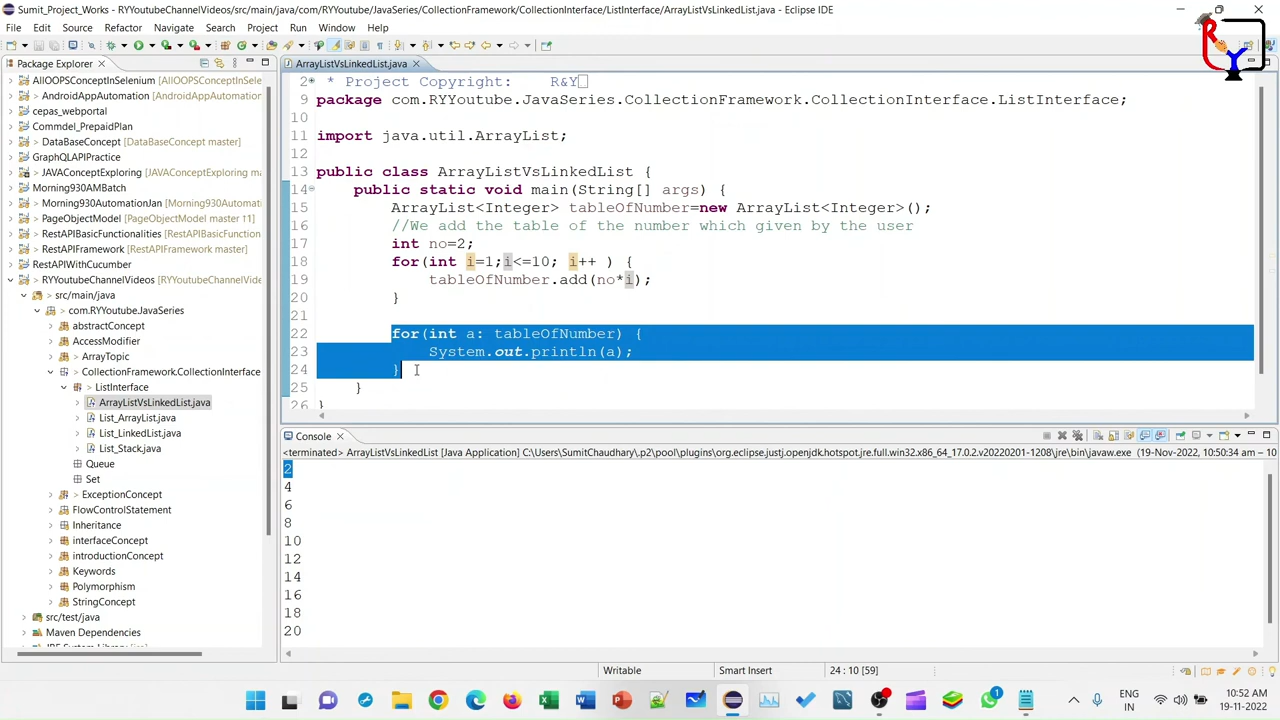 Sumit_Project_Works - RYYoutubeChannelVideos/src/main/java/com/RYYoutube/JavaSeries/CollectionFramework/CollectionInterface/ListInterface/ArrayListVsLinkedList.java - Eclipse IDE
File Edit Source Refactor Navigate Search Project Run Window Help
R
Y
Package Explorer
AllOOPSConceptInSelenium [AllOOPSConceptInSele
> AndroidAppAutomation [AndroidAppAutomation
cepas_webportal
Commdel_PrepaidPlan
> DataBaseConcept [DataBaseConcept master]
GraphQLAPIPractice
> JAVAConceptExploring [JAVAConceptExploring ma
Morning930AMBatch
> Morning930AutomationJan [Morning930Automatio
> PageObjectModel [PageObjectModel master 11]
> RestAPIBasicFunctionalities [RestAPIBasicFunctional
> RestAPIFramework [RestAPIFramework master]
RestAPIWithCucumber
> RYYoutubeChannelVideos [RYYoutubeChannelVideos
> src/main/java
> com.RYYoutube.JavaSeries
abstractConcept
AccessModifier
ArrayTopic
> CollectionFramework.CollectionInterface
> ListInterface
ArrayListVsLinkedList.java
List_ArrayList.java
List_LinkedList.java
List_Stack.java
Queue
Set
> ExceptionConcept
FlowControlStatement
Inheritance
interfaceConcept
introductionConcept
Keywords
Polymorphism
StringConcept
src/test/java
Maven Dependencies
ArrayListVsLinkedList.java
2 * Project Copyright: R&Y
9 package com.RYYoutube.JavaSeries.CollectionFramework.CollectionInterface.ListInterface;
10
11 import java.util.ArrayList;
12
13 public class ArrayListVsLinkedList {
14 public static void main(String[] args) {
15 ArrayList<Integer> tableOfNumber=new ArrayList<Integer>();
16 //We add the table of the number which given by the user
17 int no=2;
18 for(int i=1;i<=10; i++ ) {
19 tableOfNumber.add(no*i);
20 }
21
22 for(int a: tableOfNumber) {
23 System.out.println(a);
24 }
25 }
26 }
Console
<terminated> ArrayListVsLinkedList [Java Application] C:\Users\SumitChaudhary\.p2\pool\plugins\org.eclipse.justj.openjdk.hotspot.jre.full.win32.x86_64_17.0.2.v20220201-1208\jre\bin\javaw.exe (19-Nov-2022, 10:50:34 am – 10
2
4
6
8
10
12
14
16
18
20
Writable Smart Insert 24 : 10 [59]
1
ENG
IN
10:52 AM
19-11-2022